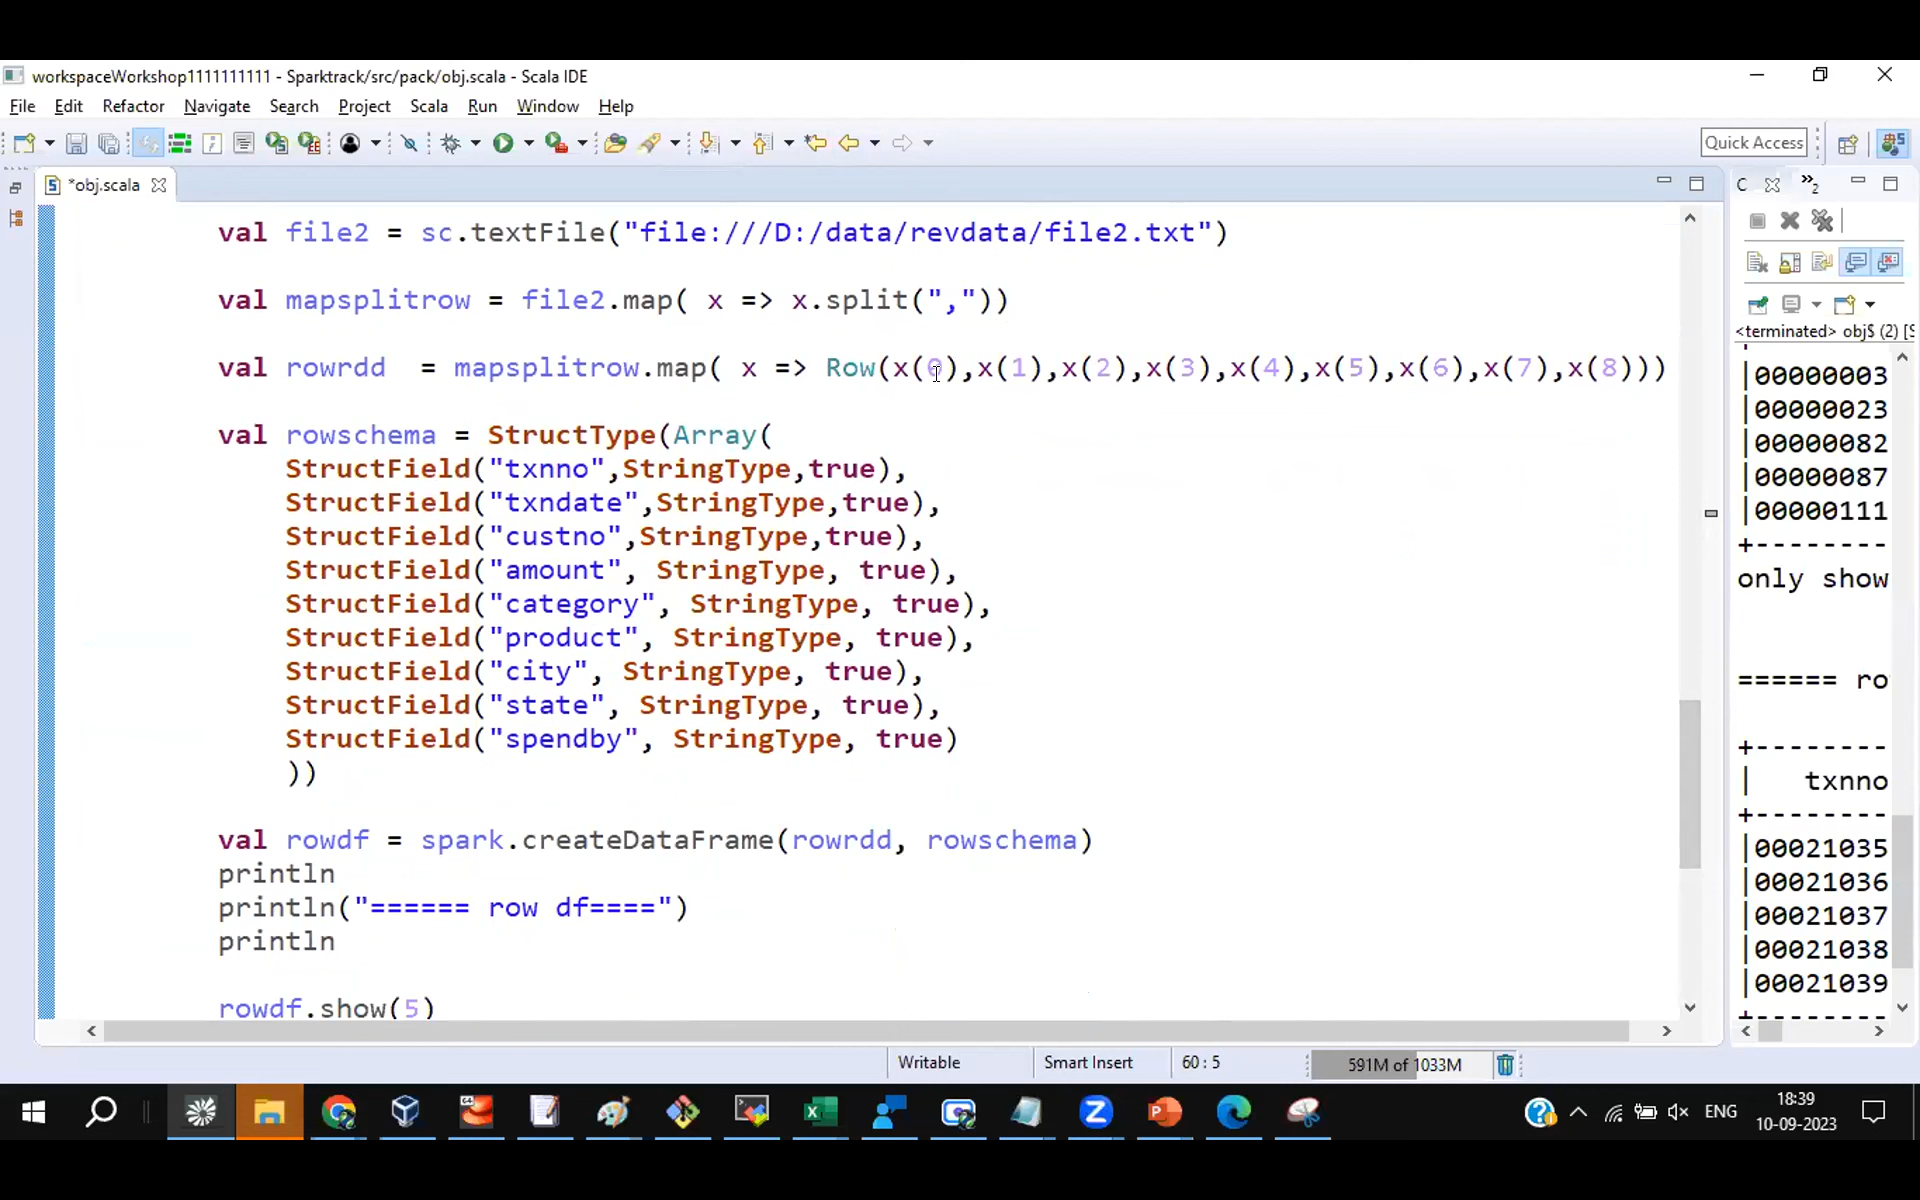 workspaceWorkshop1111111111 - Sparktrack/src/pack/obj.scala - Scala IDE
File Edit Refactor Navigate Search Project Scala Run Window Help
Quick Access
*obj.scala
val file2 = sc.textFile("file:///D:/data/revdata/file2.txt")
val mapsplitrow = file2.map( x => x.split(","))
val rowrdd  = mapsplitrow.map( x => Row(x(0),x(1),x(2),x(3),x(4),x(5),x(6),x(7),x(8)))
val rowschema = StructType(Array(
StructField("txnno",StringType,true),
StructField("txndate",StringType,true),
StructField("custno",StringType,true),
StructField("amount", StringType, true),
StructField("category", StringType, true),
StructField("product", StringType, true),
StructField("city", StringType, true),
StructField("state", StringType, true),
StructField("spendby", StringType, true)
))
val rowdf = spark.createDataFrame(rowrdd, rowschema)
println
println("====== row df====")
println
rowdf.show(5)
C
»2
<terminated> obj$ (2) [S
|00000003
|00000023
|00000082
|00000087
|00000111
+--------
only show
====== ro
+--------
|   txnno
+--------
|00021035
|00021036
|00021037
|00021038
|00021039
+--------
Writable
Smart Insert
60 : 5
591M of 1033M
64
ENG
18:39
10-09-2023